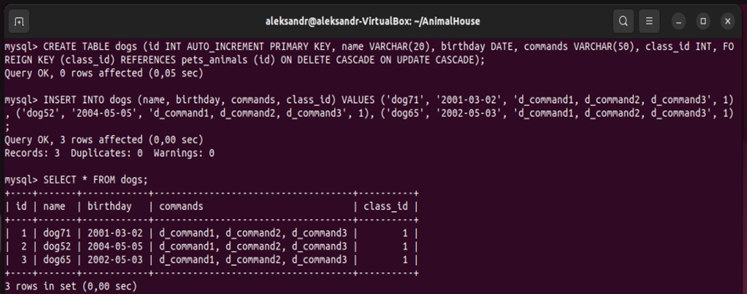 aleksandr@aleksandr-VirtualBox: ~/AnimalHouse
mysql> CREATE TABLE dogs (id INT AUTO_INCREMENT PRIMARY KEY, name VARCHAR(20), birthday DATE, commands VARCHAR(50), class_id INT, FO
REIGN KEY (class_id) REFERENCES pets_animals (id) ON DELETE CASCADE ON UPDATE CASCADE);
Query OK, 0 rows affected (0,05 sec)
mysql> INSERT INTO dogs (name, birthday, commands, class_id) VALUES ('dog71', '2001-03-02', 'd_command1, d_command2, d_command3', 1)
, ('dog52', '2004-05-05', 'd_command1, d_command2, d_command3', 1), ('dog65', '2002-05-03', 'd_command1, d_command2, d_command3', 1)
;
Query OK, 3 rows affected (0,00 sec)
Records: 3  Duplicates: 0  Warnings: 0
mysql> SELECT * FROM dogs;
+----+-------+------------+------------------------------------+----------+
| id | name  | birthday   | commands                           | class_id |
+----+-------+------------+------------------------------------+----------+
|  1 | dog71 | 2001-03-02 | d_command1, d_command2, d_command3 |        1 |
|  2 | dog52 | 2004-05-05 | d_command1, d_command2, d_command3 |        1 |
|  3 | dog65 | 2002-05-03 | d_command1, d_command2, d_command3 |        1 |
+----+-------+------------+------------------------------------+----------+
3 rows in set (0,00 sec)